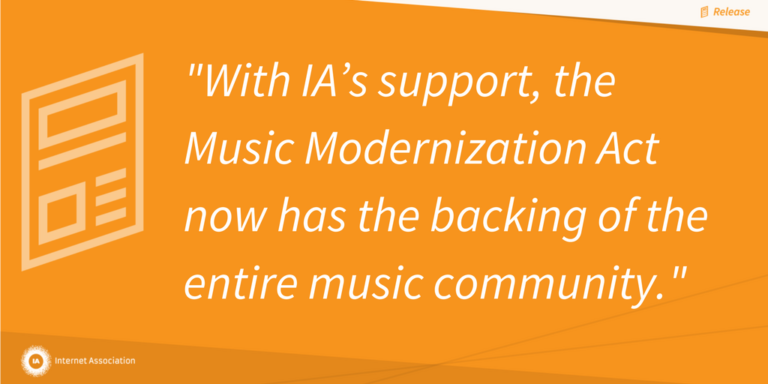 Release
"With IA’s support, the
Music Modernization Act
now has the backing of the
entire music community."
IA
Internet Association